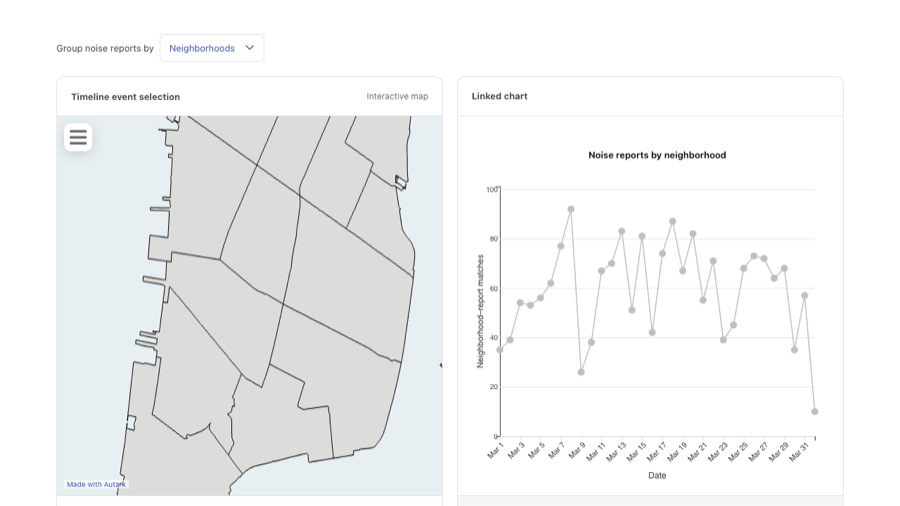 Group noise reports by
Neighborhoods
Timeline event selection
Interactive map
Linked chart
Made with Autark
Noise reports by neighborhood
Neighborhood–report matches
100
80
60
40
20
0
Mar 1
Mar 3
Mar 5
Mar 7
Mar 9
Mar 11
Mar 13
Mar 15
Mar 17
Mar 19
Mar 21
Mar 23
Mar 25
Mar 27
Mar 29
Mar 31
Date